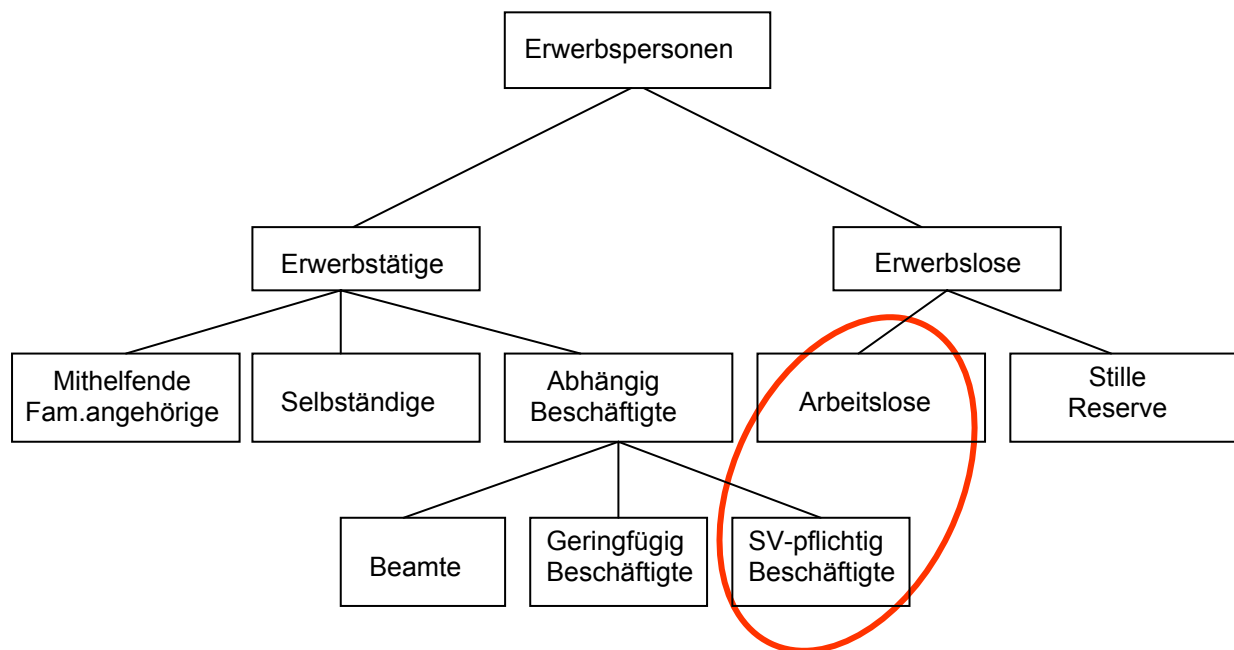 Erwerbspersonen
Erwerbstätige
Erwerbslose
Mithelfende
Fam.angehörige
Selbständige
Abhängig
Beschäftigte
Arbeitslose
Stille
Reserve
Beamte
Geringfügig
Beschäftigte
SV-pflichtig
Beschäftigte